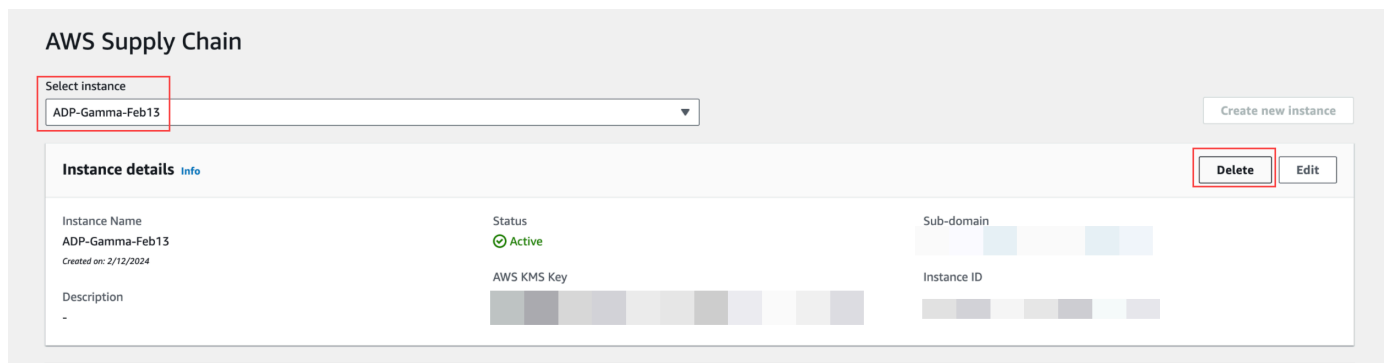 AWS Supply Chain
Select instance
ADP-Gamma-Feb13
Create new instance
Instance details Info
Delete Edit
Instance Name
ADP-Gamma-Feb13
Created on: 2/12/2024
Description
-
Status
Active
AWS KMS Key
Sub-domain
Instance ID